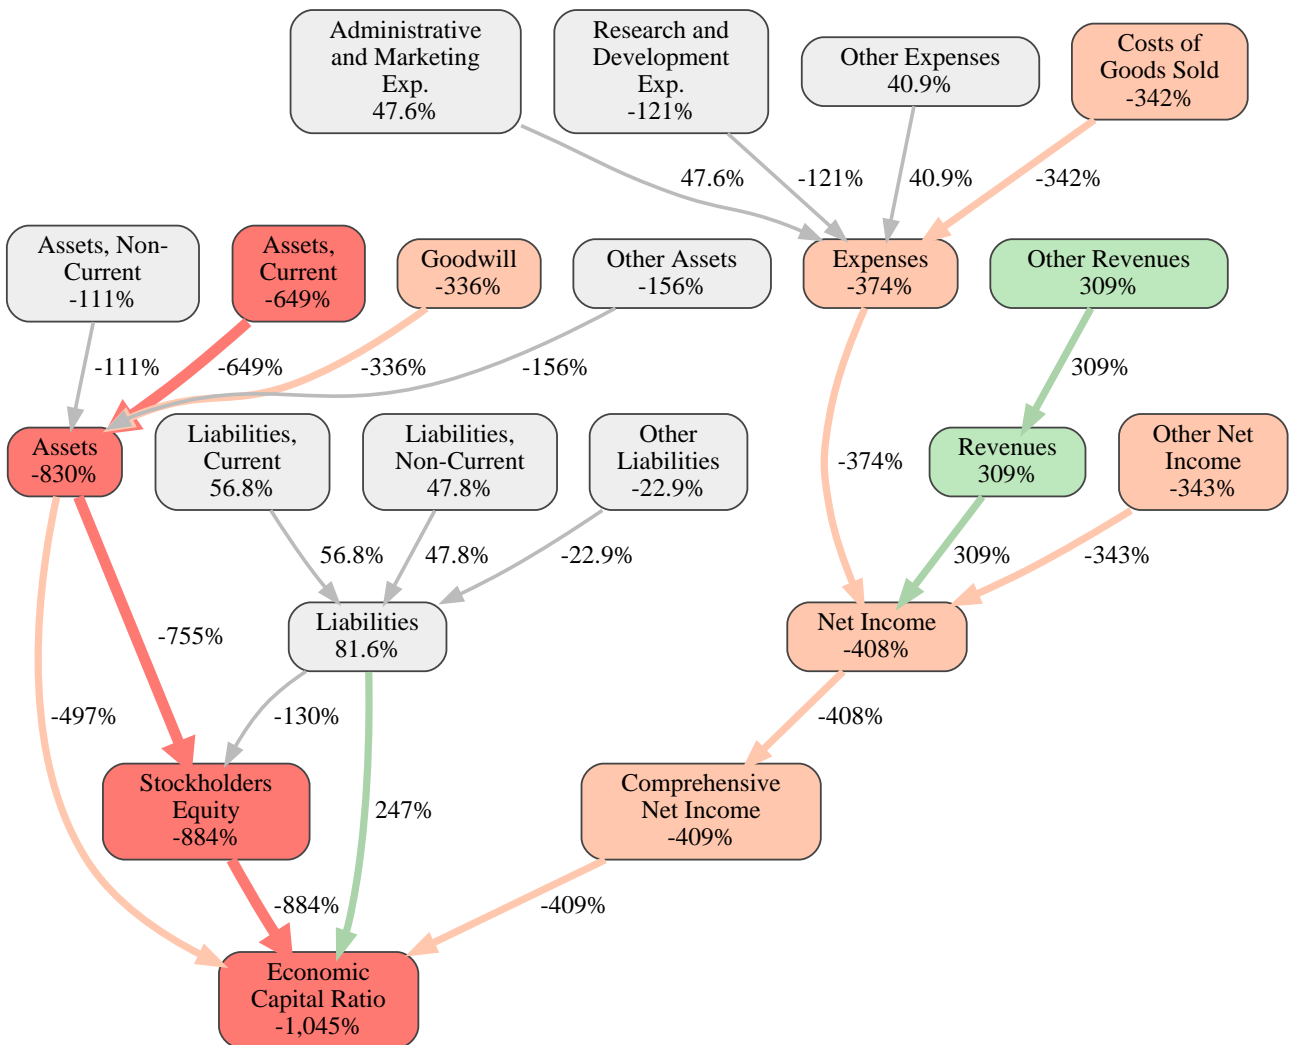 Administrative
and Marketing
Exp.
47.6%
Research and
Development
Exp.
-121%
Other Expenses
40.9%
Costs of
Goods Sold
-342%
47.6%
-121%
40.9%
-342%
Assets, Non-
Current
-111%
Assets,
Current
-649%
Goodwill
-336%
Other Assets
-156%
Expenses
-374%
Other Revenues
309%
-111%
-649%
-336%
-156%
309%
Assets
-830%
Liabilities,
Current
56.8%
Liabilities,
Non-Current
47.8%
Other
Liabilities
-22.9%
-374%
Revenues
309%
Other Net
Income
-343%
56.8%
47.8%
-22.9%
309%
-343%
-755%
Liabilities
81.6%
Net Income
-408%
-497%
-130%
-408%
Stockholders
Equity
-884%
247%
Comprehensive
Net Income
-409%
-884%
-409%
Economic
Capital Ratio
-1,045%